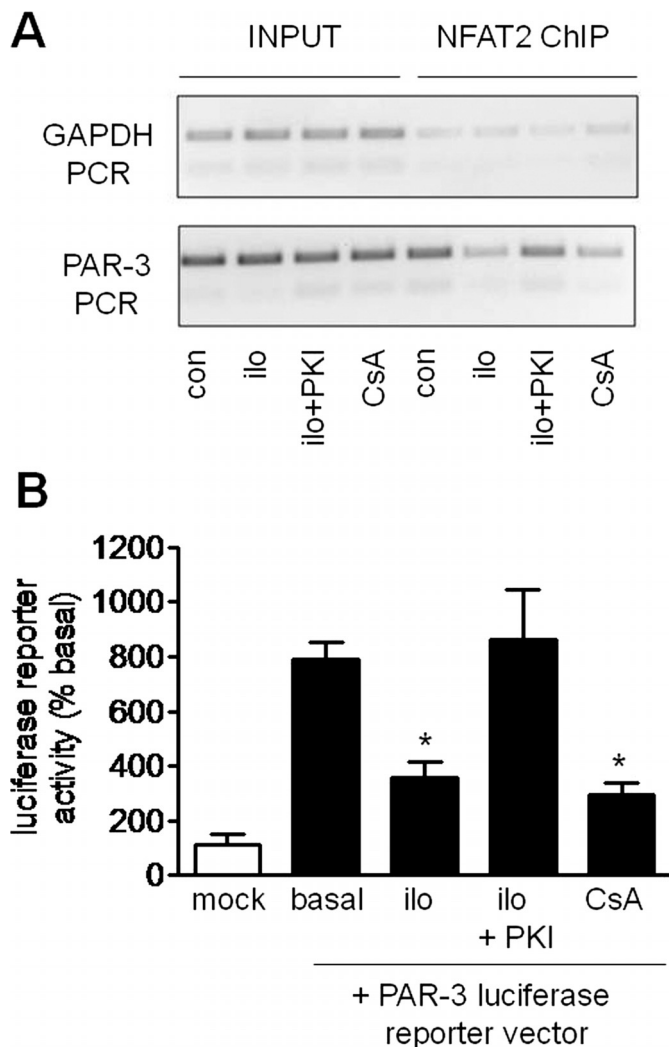 A
INPUT NFAT2 ChIP
GAPDH
PCR
PAR-3
PCR
con ilo ilo+PKI CsA con ilo ilo+PKI CsA
B
luciferase reporter
activity (% basal)
1200
1000
800
600
400
200
0
* *
mock basal ilo ilo CsA
+ PKI
+ PAR-3 luciferase
reporter vector